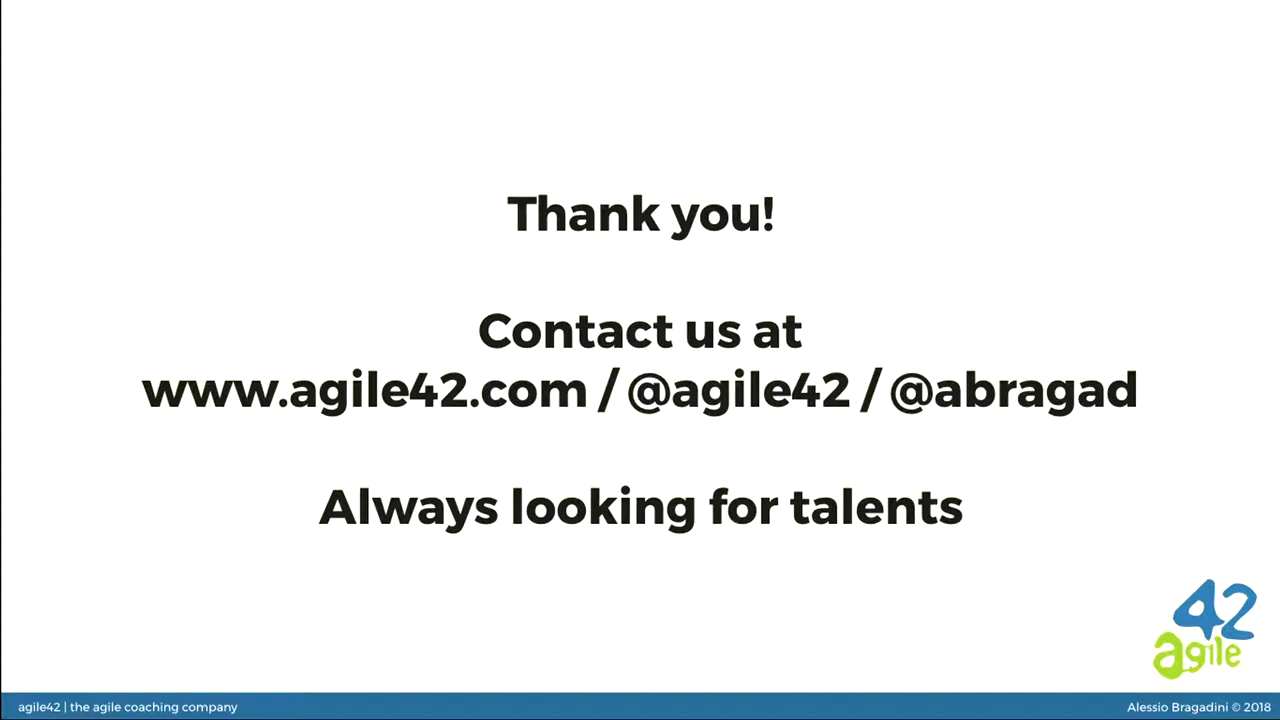 Thank you!
Contact us at
www.agile42.com / @agile42 / @abragad
Always looking for talents
42
agile
agile42 | the agile coaching company
Alessio Bragadini © 2018